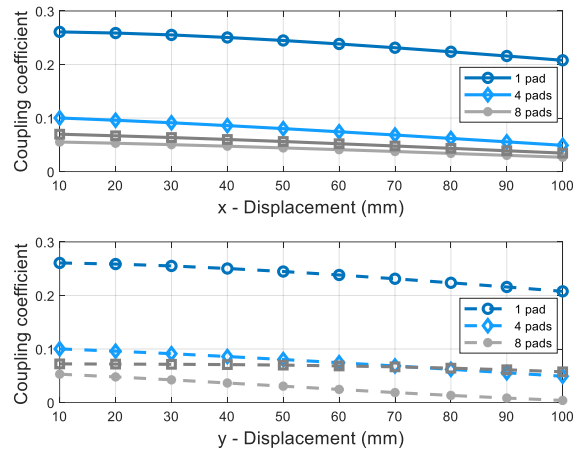 Coupling coefficient
0.3
0.2
0.1
0
1 pad
4 pads
8 pads
10 20 30 40 50 60 70 80 90 100
x - Displacement (mm)
Coupling coefficient
0.3
0.2
0.1
0
1 pad
4 pads
8 pads
10 20 30 40 50 60 70 80 90 100
y - Displacement (mm)